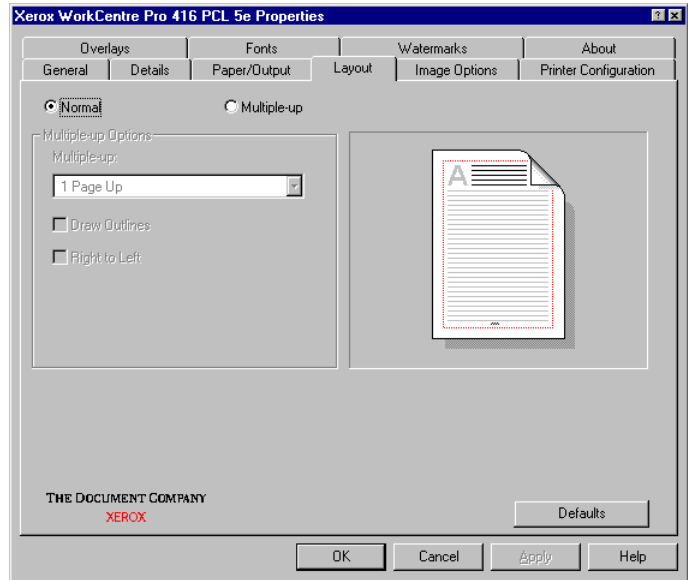 Xerox WorkCentre Pro 416 PCL 5e Properties
Overlays Fonts Watermarks About
General Details Paper/Output Layout Image Options Printer Configuration
Normal Multiple-up
Multiple-up Options
Multiple-up:
1 Page Up
Draw Outlines
Right to Left
A
THE DOCUMENT COMPANY
XEROX
Defaults
OK Cancel Apply Help